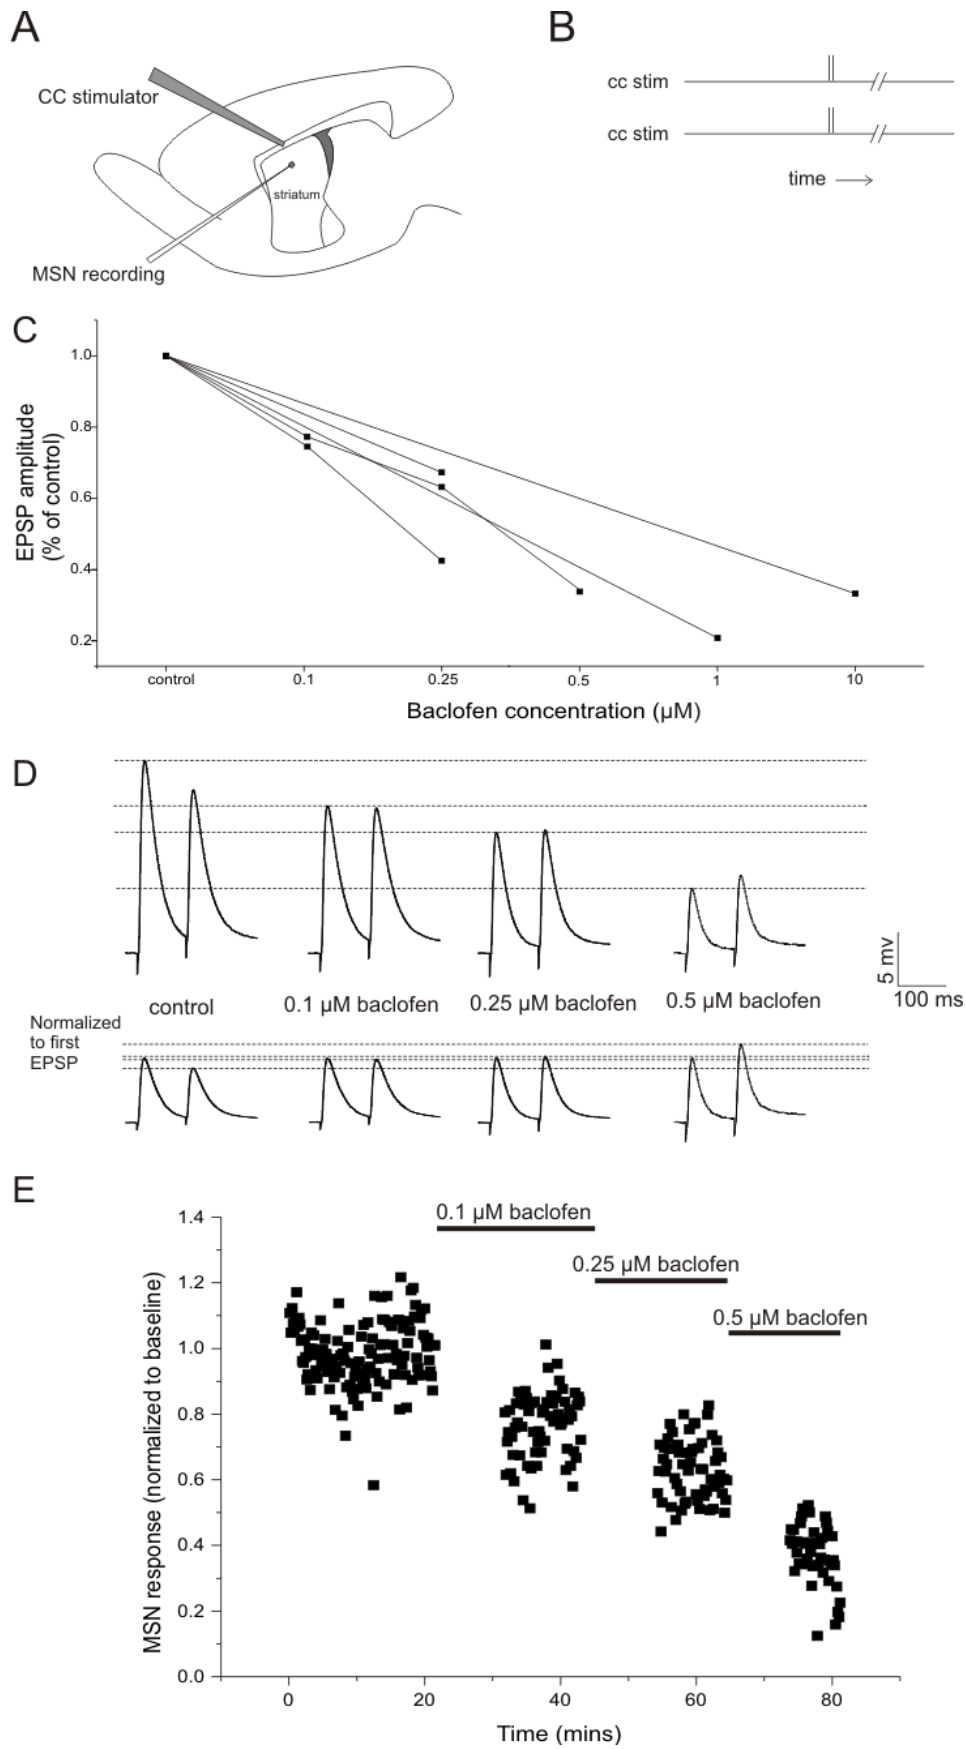 A
CC stimulator
striatum
MSN recording
B
cc stim
cc stim
time
C
EPSP amplitude
(% of control)
1.0
0.8
0.6
0.4
0.2
control 0.1 0.25 0.5 1 10
Baclofen concentration (µM)
D
5 mv
100 ms
control 0.1 µM baclofen 0.25 µM baclofen 0.5 µM baclofen
Normalized
to first
EPSP
E
0.1 µM baclofen
0.25 µM baclofen
0.5 µM baclofen
MSN response (normalized to baseline)
1.4
1.2
1.0
0.8
0.6
0.4
0.2
0.0
0 20 40 60 80
Time (mins)